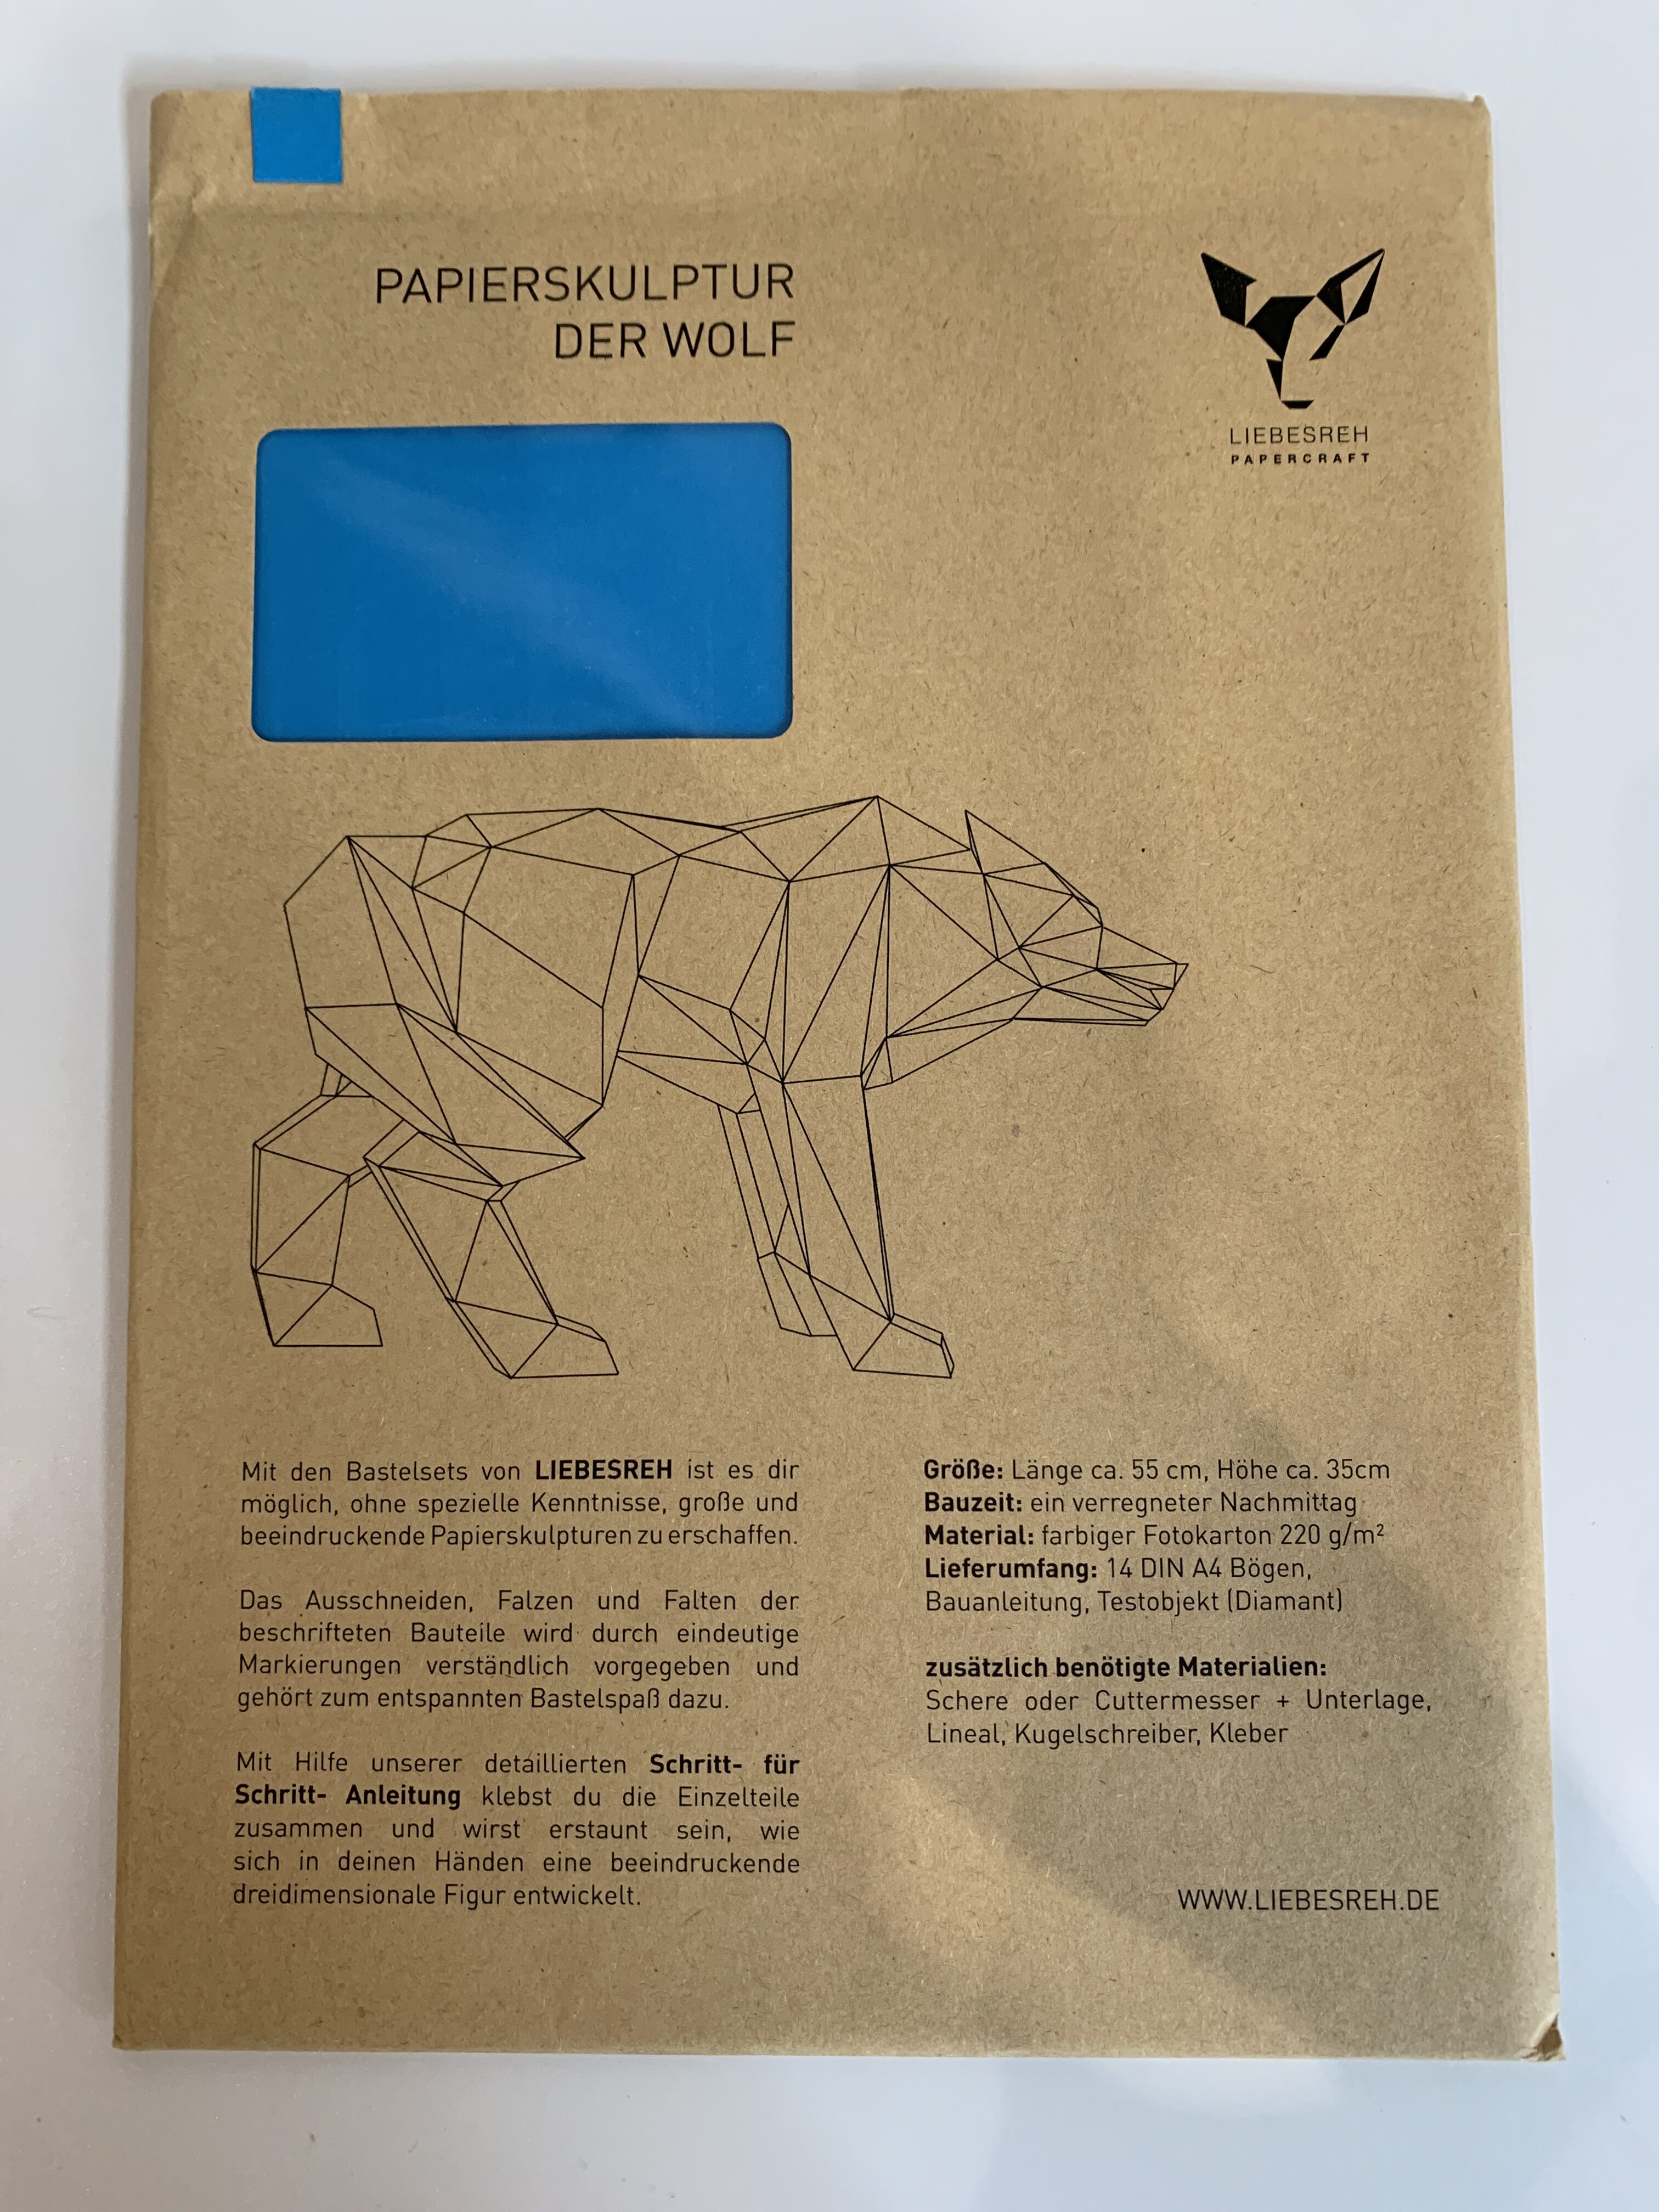 PAPIERSKULPTUR
DER WOLF
LIEBESREH
PAPERCRAFT
Mit den Bastelsets von LIEBESREH ist es dir
möglich, ohne spezielle Kenntnisse, große und
beeindruckende Papierskulpturen zu erschaffen.
Das Ausschneiden, Falzen und Falten der
beschrifteten Bauteile wird durch eindeutige
Markierungen verständlich vorgegeben und
gehört zum entspannten Bastelspaß dazu.
Mit Hilfe unserer detaillierten Schritt- für
Schritt- Anleitung klebst du die Einzelteile
zusammen und wirst erstaunt sein, wie
sich in deinen Händen eine beeindruckende
dreidimensionale Figur entwickelt.
Größe: Länge ca. 55 cm, Höhe ca. 35cm
Bauzeit: ein verregneter Nachmittag
Material: farbiger Fotokarton 220 g/m²
Lieferumfang: 14 DIN A4 Bögen,
Bauanleitung, Testobjekt (Diamant)
zusätzlich benötigte Materialien:
Schere oder Cuttermesser + Unterlage,
Lineal, Kugelschreiber, Kleber
WWW.LIEBESREH.DE